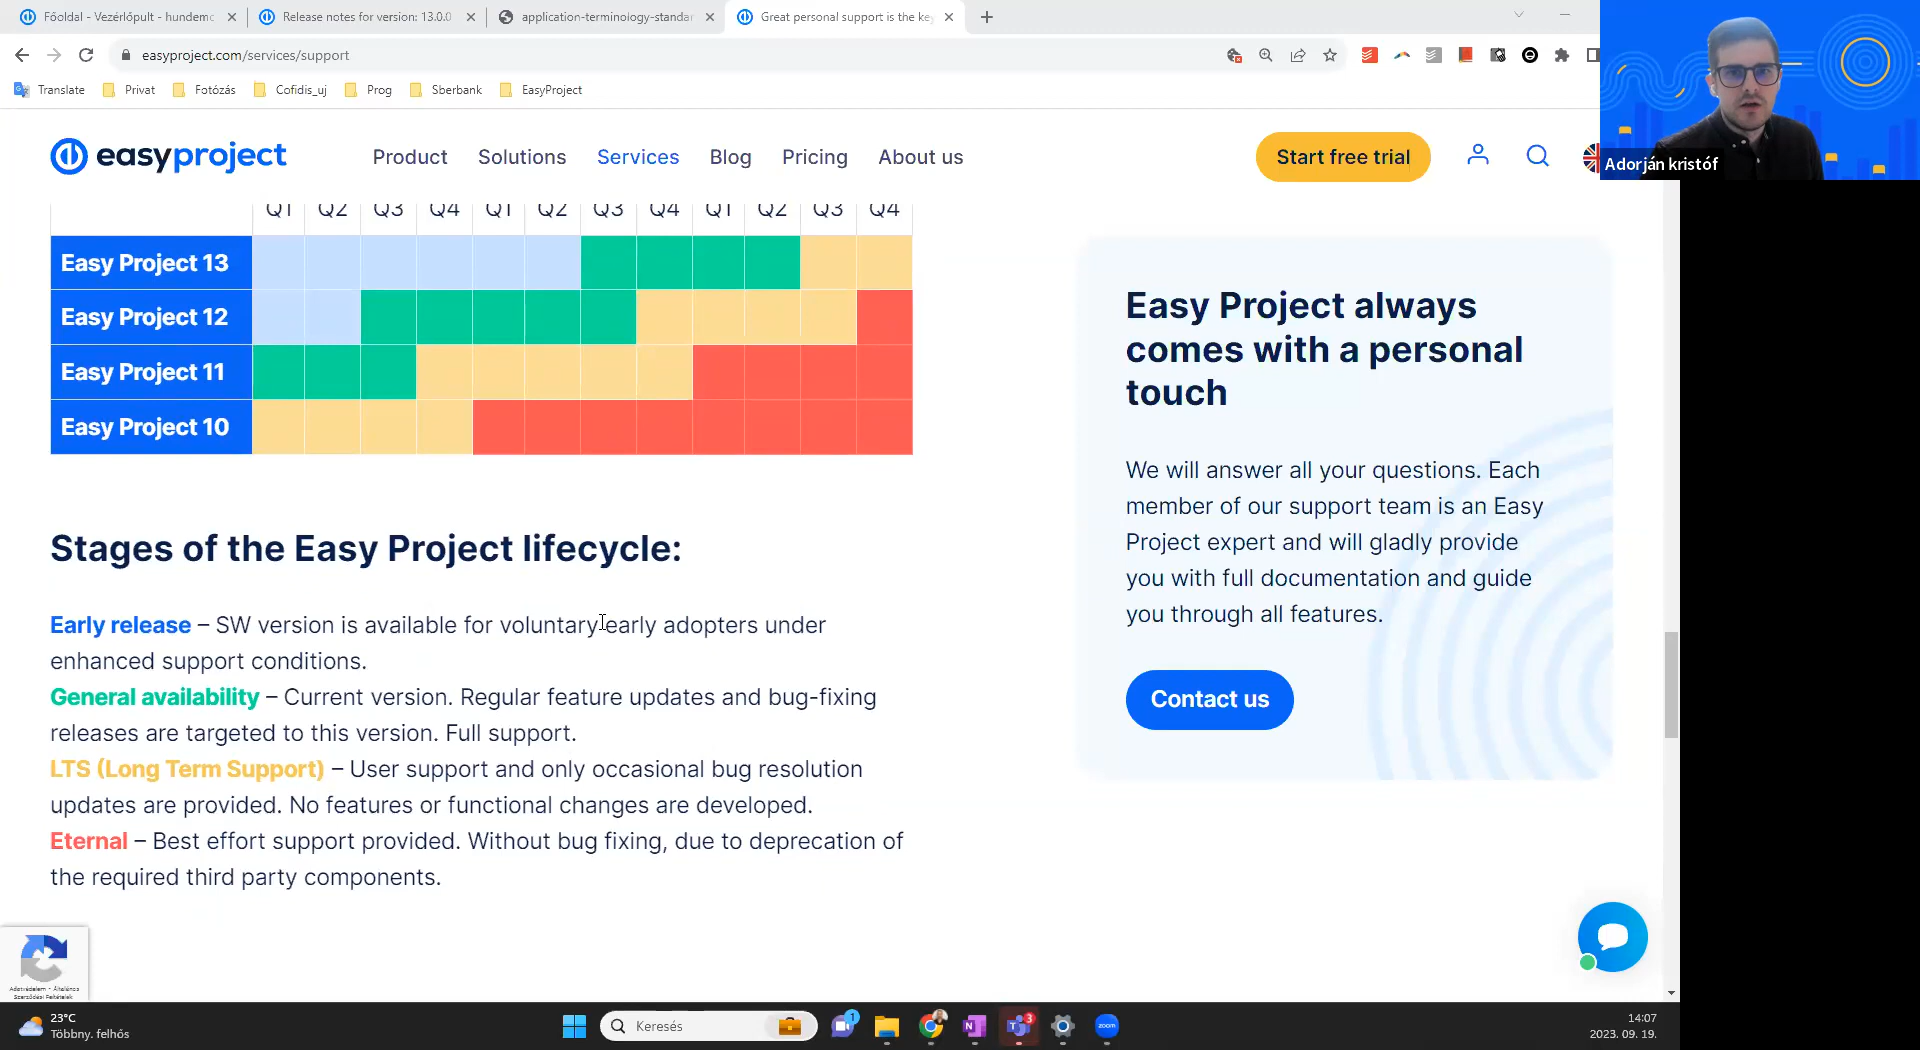 Főoldal - Vezérlőpult - hundemo
Release notes for version: 13.0.0
application-terminology-standar
Great personal support is the ke
easyproject.com/services/support
Translate
Privat
Fotózás
Cofidis_uj
Prog
Sberbank
EasyProject
easyproject
Product
Solutions
Services
Blog
Pricing
About us
Start free trial
Adorján kristóf
Q1 Q2 Q3 Q4 Q1 Q2 Q3 Q4 Q1 Q2 Q3 Q4
Easy Project 13
Easy Project 12
Easy Project 11
Easy Project 10
Easy Project always
comes with a personal
touch
We will answer all your questions. Each
member of our support team is an Easy
Project expert and will gladly provide
you with full documentation and guide
you through all features.
Contact us
Stages of the Easy Project lifecycle:
Early release – SW version is available for voluntary early adopters under
enhanced support conditions.
General availability – Current version. Regular feature updates and bug-fixing
releases are targeted to this version. Full support.
LTS (Long Term Support) – User support and only occasional bug resolution
updates are provided. No features or functional changes are developed.
Eternal – Best effort support provided. Without bug fixing, due to deprecation of
the required third party components.
Adatvédelem - Általános
Szerződési Feltételek
23°C
Többny. felhős
Keresés
1
3
zoom
14:07
2023. 09. 19.